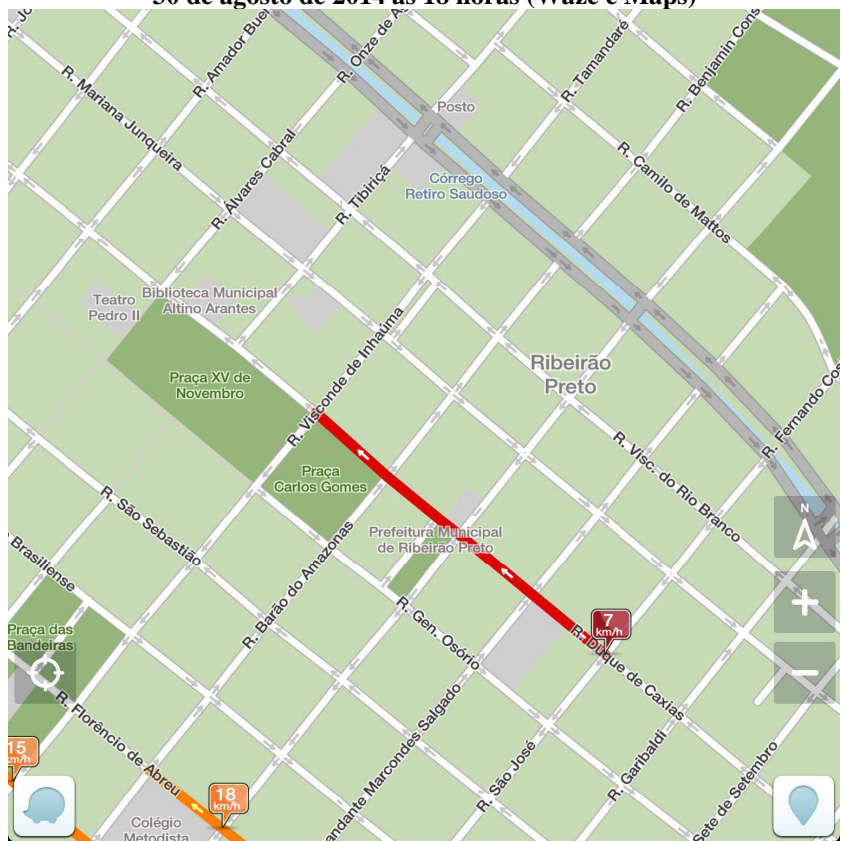 30 de agosto de 2014 às 18 horas (Waze e Maps)
R. Amador Bue
R. Onze de A
R. Tamandaré
R. Benjamin Cons
R. Mariana Junqueira
Posto
R. Álvares Cabral
R. Tibiriçá
Córrego
Retiro Saudoso
R. Camilo de Mattos
Teatro
Pedro II
Biblioteca Municipal
Altino Arantes
R. Visconde de Inhaúma
Ribeirão
Preto
Praça XV de
Novembro
R. Fernando Cos
Praça
Carlos Gomes
R. Visc. do Rio Branco
R. São Sebastião
N
Prefeitura Municipal
de Ribeirão Preto
Brasiliense
R. Barão do Amazonas
R. Gen. Osório
7
km/h
R. Duque de Caxias
Praça das
Bandeiras
+
−
R. Florêncio de Abreu
andante Marcondes Salgado
R. São José
R. Garibaldi
Sete de Setembro
15
km/h
18
km/h
Colégio
Metodista